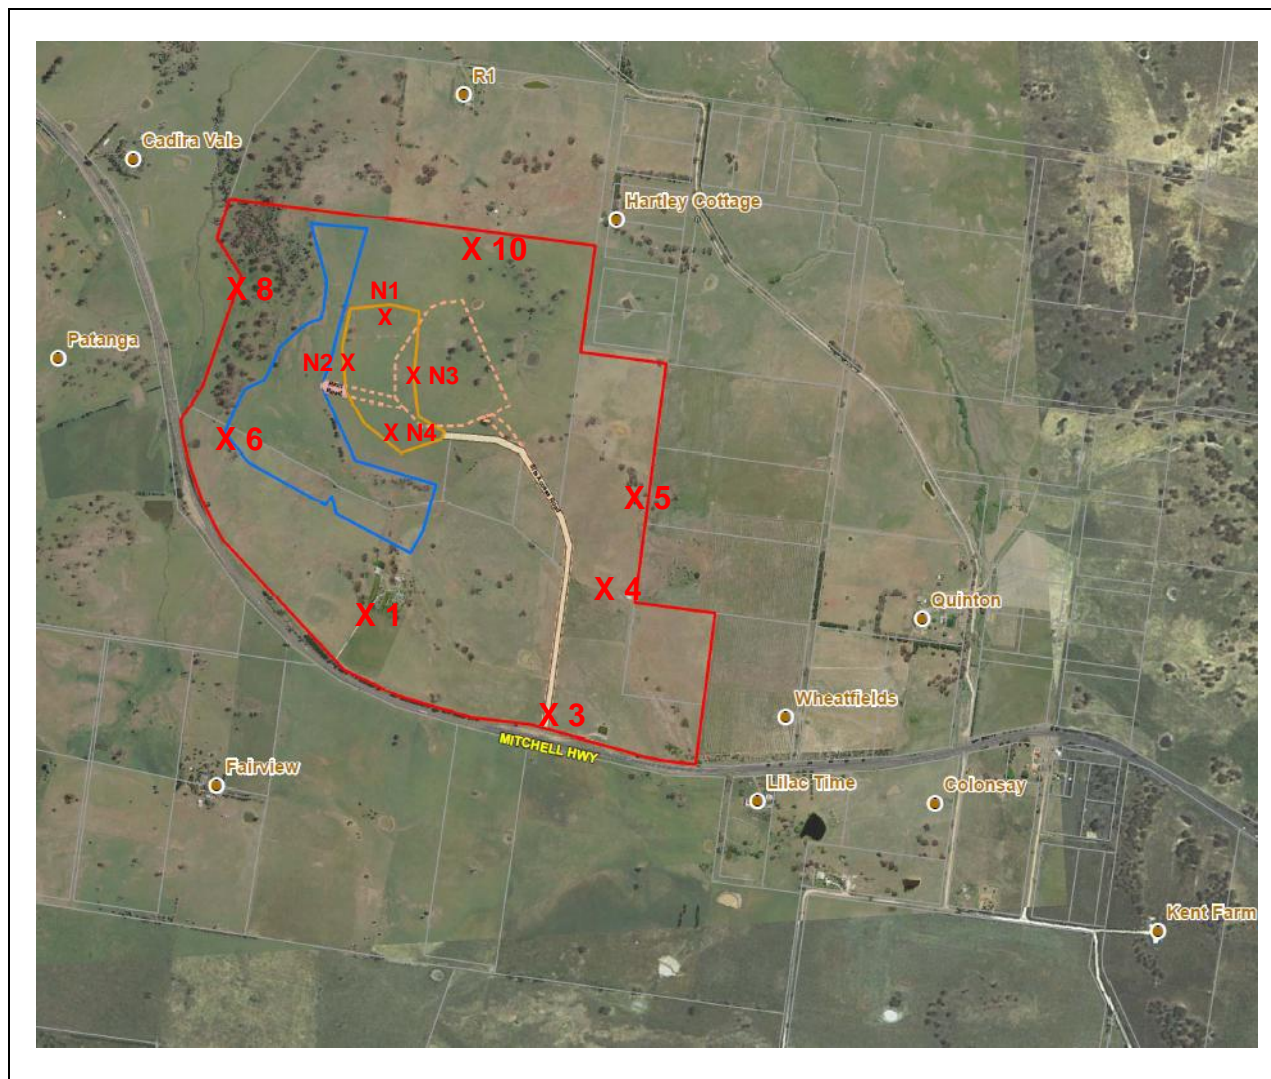 R1
Cadira Vale
Hartley Cottage
X 10
X 8
N1
X
Patanga
N2 X
X N3
X N4
X 6
X 5
X 4
Quinton
X 1
X 3
Wheatfields
MITCHELL HWY
Fairview
Lilac Time
Colonsay
Kent Farm